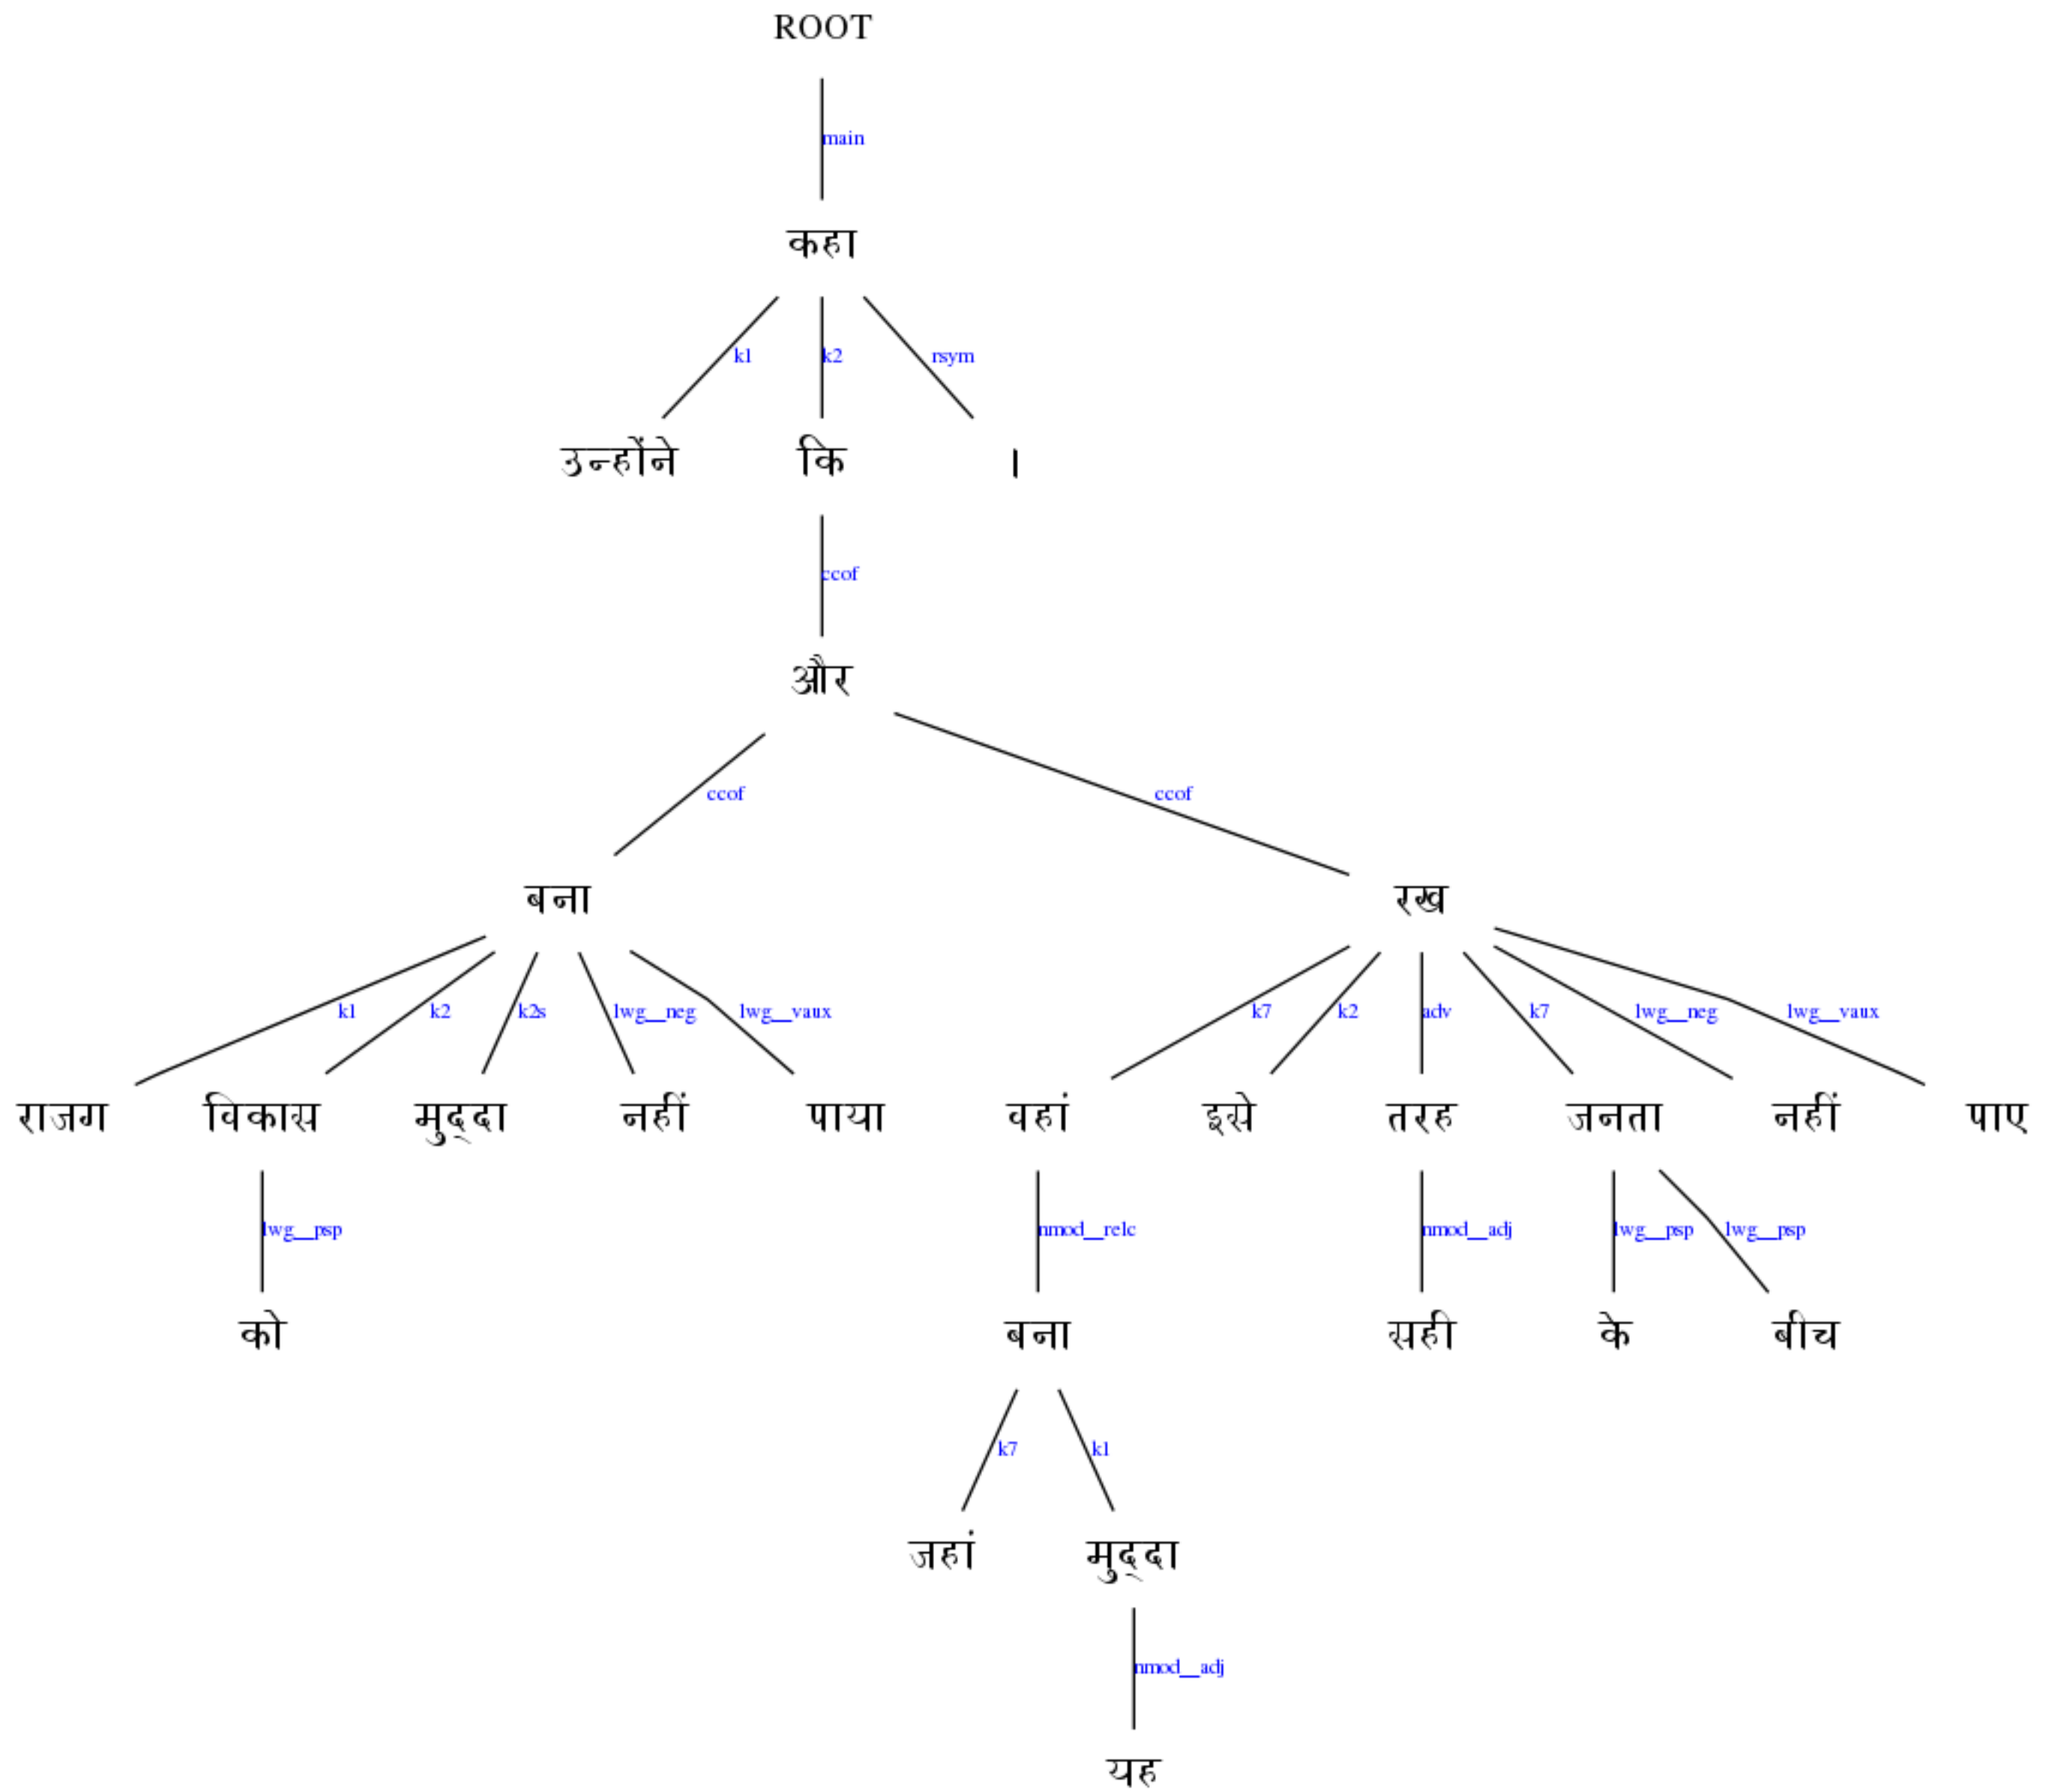 ROOT
main
कहा
k1 k2 rsym
उन्होंने कि ।
ccof
और
ccof ccof
बना रख
k1 k2 k2s lwg__neg lwg__vaux k7 k2 adv k7 lwg__neg lwg__vaux
राजग विकास मुद्दा नहीं पाया वहां इसे तरह जनता नहीं पाए
lwg__psp nmod__relc nmod__adj lwg__psp lwg__psp
को बना सही के बीच
k7 k1
जहां मुद्दा
nmod__adj
यह